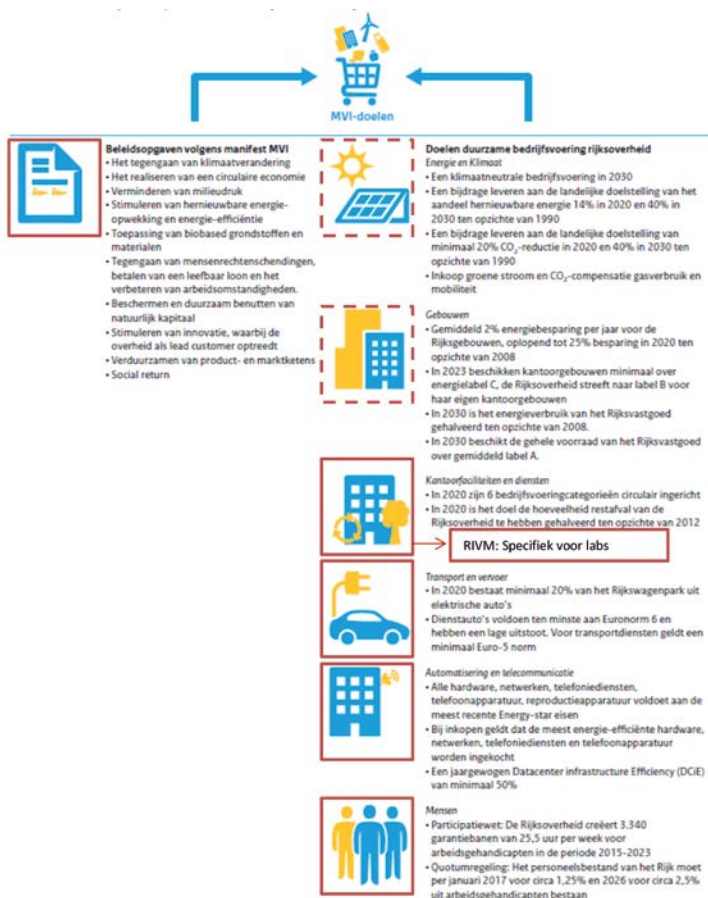 MVI-doelen
Beleidsopgaven volgens manifest MVI
• Het tegengaan van klimaatverandering
• Het realiseren van een circulaire economie
• Verminderen van milieudruk
• Stimuleren van hernieuwbare energie-
opwekking en energie-efficiëntie
• Toepassing van biobased grondstoffen en
materialen
• Tegengaan van mensenrechtenschendingen,
betalen van een leefbaar loon en het
verbeteren van arbeidsomstandigheden.
• Beschermen en duurzaam benutten van
natuurlijk kapitaal
• Stimuleren van innovatie, waarbij de
overheid als lead customer optreedt
• Verduurzamen van product- en marktketens
• Social return
Doelen duurzame bedrijfsvoering rijksoverheid
Energie en Klimaat
• Een klimaatneutrale bedrijfsvoering in 2030
• Een bijdrage leveren aan de landelijke doelstelling van het
aandeel hernieuwbare energie 14% in 2020 en 40% in
2030 ten opzichte van 1990
• Een bijdrage leveren aan de landelijke doelstelling van
minimaal 20% CO₂-reductie in 2020 en 40% in 2030 ten
opzichte van 1990
• Inkoop groene stroom en CO₂-compensatie gasverbruik en
mobiliteit
Gebouwen
• Gemiddeld 2% energiebesparing per jaar voor de
Rijksgebouwen, oplopend tot 25% besparing in 2020 ten
opzichte van 2008
• In 2023 beschikken kantoorgebouwen minimaal over
energielabel C, de Rijksoverheid streeft naar label B voor
haar eigen kantoorgebouwen
• In 2030 is het energieverbruik van het Rijksvastgoed
gehalveerd ten opzichte van 2008.
• In 2030 beschikt de gehele voorraad van het Rijksvastgoed
over gemiddeld label A.
Kantoorfaciliteiten en diensten
• In 2020 zijn 6 bedrijfsvoeringcategorieën circulair ingericht
• In 2020 is het doel de hoeveelheid restafval van de
Rijksoverheid te hebben gehalveerd ten opzichte van 2012
RIVM: Specifiek voor labs
Transport en vervoer
• In 2020 bestaat minimaal 20% van het Rijkswagenpark uit
elektrische auto's
• Dienstauto's voldoen ten minste aan Euronorm 6 en
hebben een lage uitstoot. Voor transportdiensten geldt een
minimaal Euro-5 norm
Automatisering en telecommunicatie
• Alle hardware, netwerken, telefoniediensten,
telefoonapparatuur, reproductieapparatuur voldoet aan de
meest recente Energy-star eisen
• Bij inkopen geldt dat de meest energie-efficiënte hardware,
netwerken, telefoniediensten en telefoonapparatuur
worden ingekocht
• Een jaargewogen Datacenter infrastructure Efficiency (DCiE)
van minimaal 50%
Mensen
• Participatiewet: De Rijksoverheid creëert 3.340
garantiebanen van 25,5 uur per week voor
arbeidsgehandicapten in de periode 2015-2023
• Quotumregeling: Het personeelsbestand van het Rijk moet
per januari 2017 voor circa 1,25% en 2026 voor circa 2,5%
uit arbeidsgehandicapten bestaan